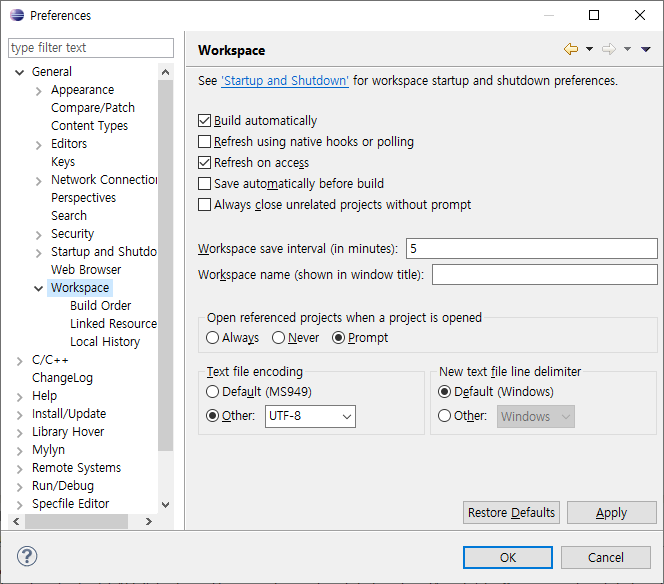 Preferences
type filter text
General
Appearance
Compare/Patch
Content Types
Editors
Keys
Network Connection
Perspectives
Search
Security
Startup and Shutdo
Web Browser
Workspace
Build Order
Linked Resource
Local History
C/C++
ChangeLog
Help
Install/Update
Library Hover
Mylyn
Remote Systems
Run/Debug
Specfile Editor
Workspace
See 'Startup and Shutdown' for workspace startup and shutdown preferences.
Build automatically
Refresh using native hooks or polling
Refresh on access
Save automatically before build
Always close unrelated projects without prompt
Workspace save interval (in minutes): 5
Workspace name (shown in window title):
Open referenced projects when a project is opened
Always Never Prompt
Text file encoding
Default (MS949)
Other: UTF-8
New text file line delimiter
Default (Windows)
Other: Windows
Restore Defaults Apply
? OK Cancel